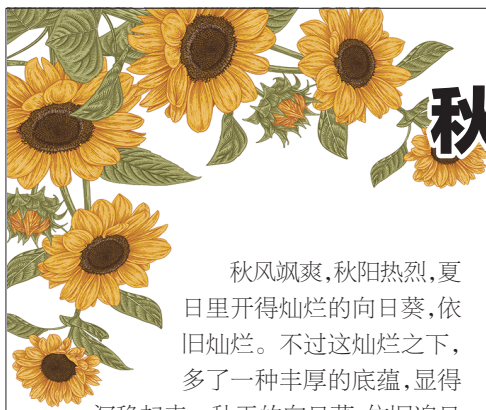 秋
秋风飒爽，秋阳热烈，夏
日里开得灿烂的向日葵，依
旧灿烂。不过这灿烂之下，
多了一种丰厚的底蕴，显得